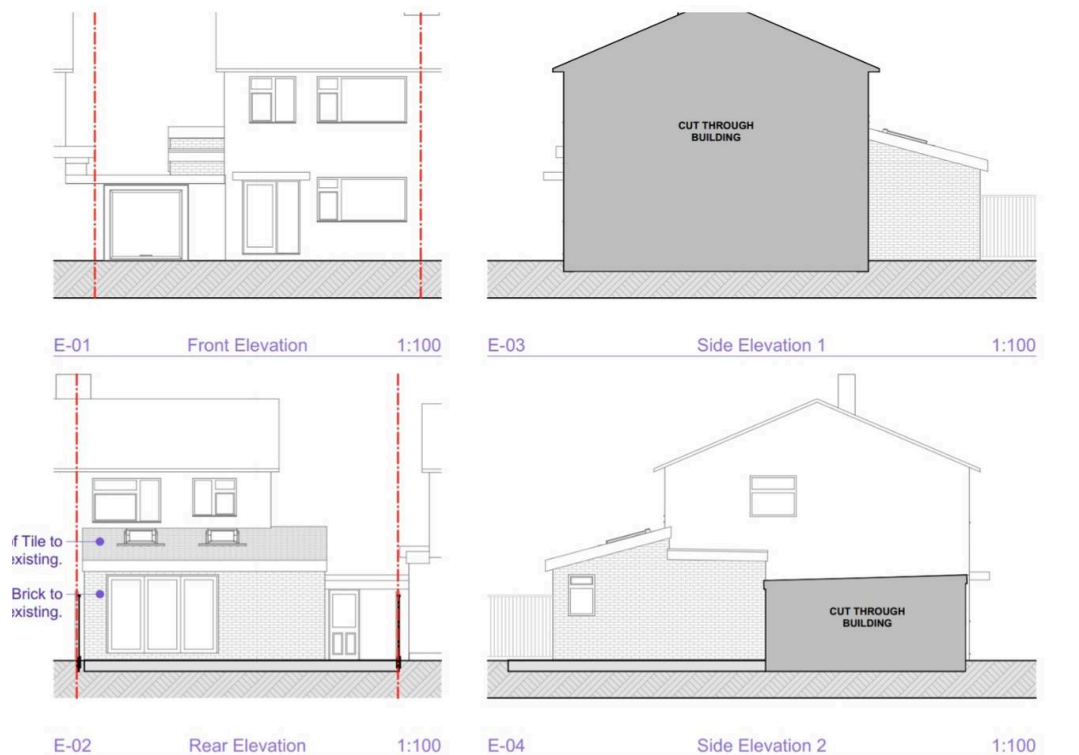 CUT THROUGH
BUILDING
E-01 Front Elevation 1:100
E-03 Side Elevation 1 1:100
f Tile to
existing.
Brick to
existing.
CUT THROUGH
BUILDING
E-02 Rear Elevation 1:100
E-04 Side Elevation 2 1:100